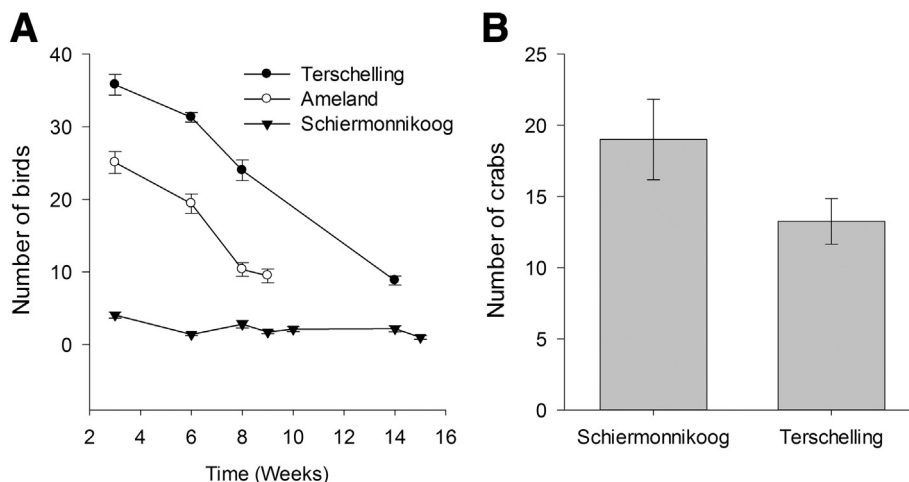 A
Number of birds
40
30
20
10
0
Terschelling
Ameland
Schiermonnikoog
2 4 6 8 10 12 14 16
Time (Weeks)
B
Number of crabs
25
20
15
10
5
0
Schiermonnikoog Terschelling